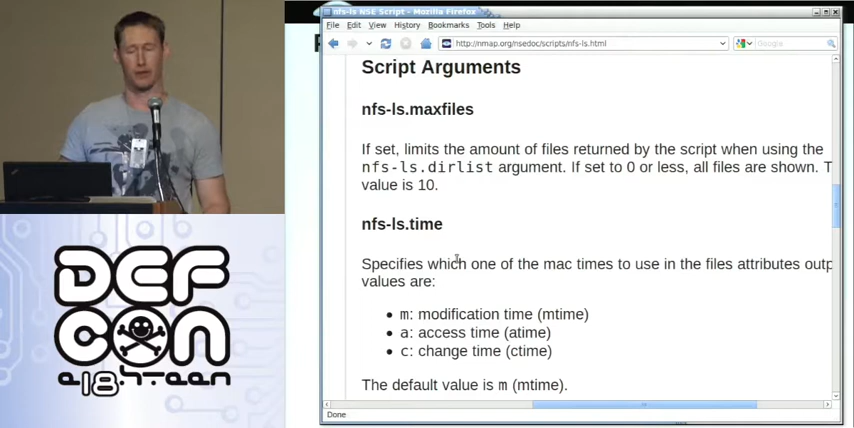 nfs-ls NSE Script - Mozilla Firefox
File Edit View History Bookmarks Tools Help
http://nmap.org/nsedoc/scripts/nfs-ls.html
Google
Script Arguments
nfs-ls.maxfiles
If set, limits the amount of files returned by the script when using the
nfs-ls.dirlist argument. If set to 0 or less, all files are shown. T
value is 10.
nfs-ls.time
Specifies which one of the mac times to use in the files attributes outp
values are:
m: modification time (mtime)
a: access time (atime)
c: change time (ctime)
The default value is m (mtime).
Done
DEF
CON
e18hteen